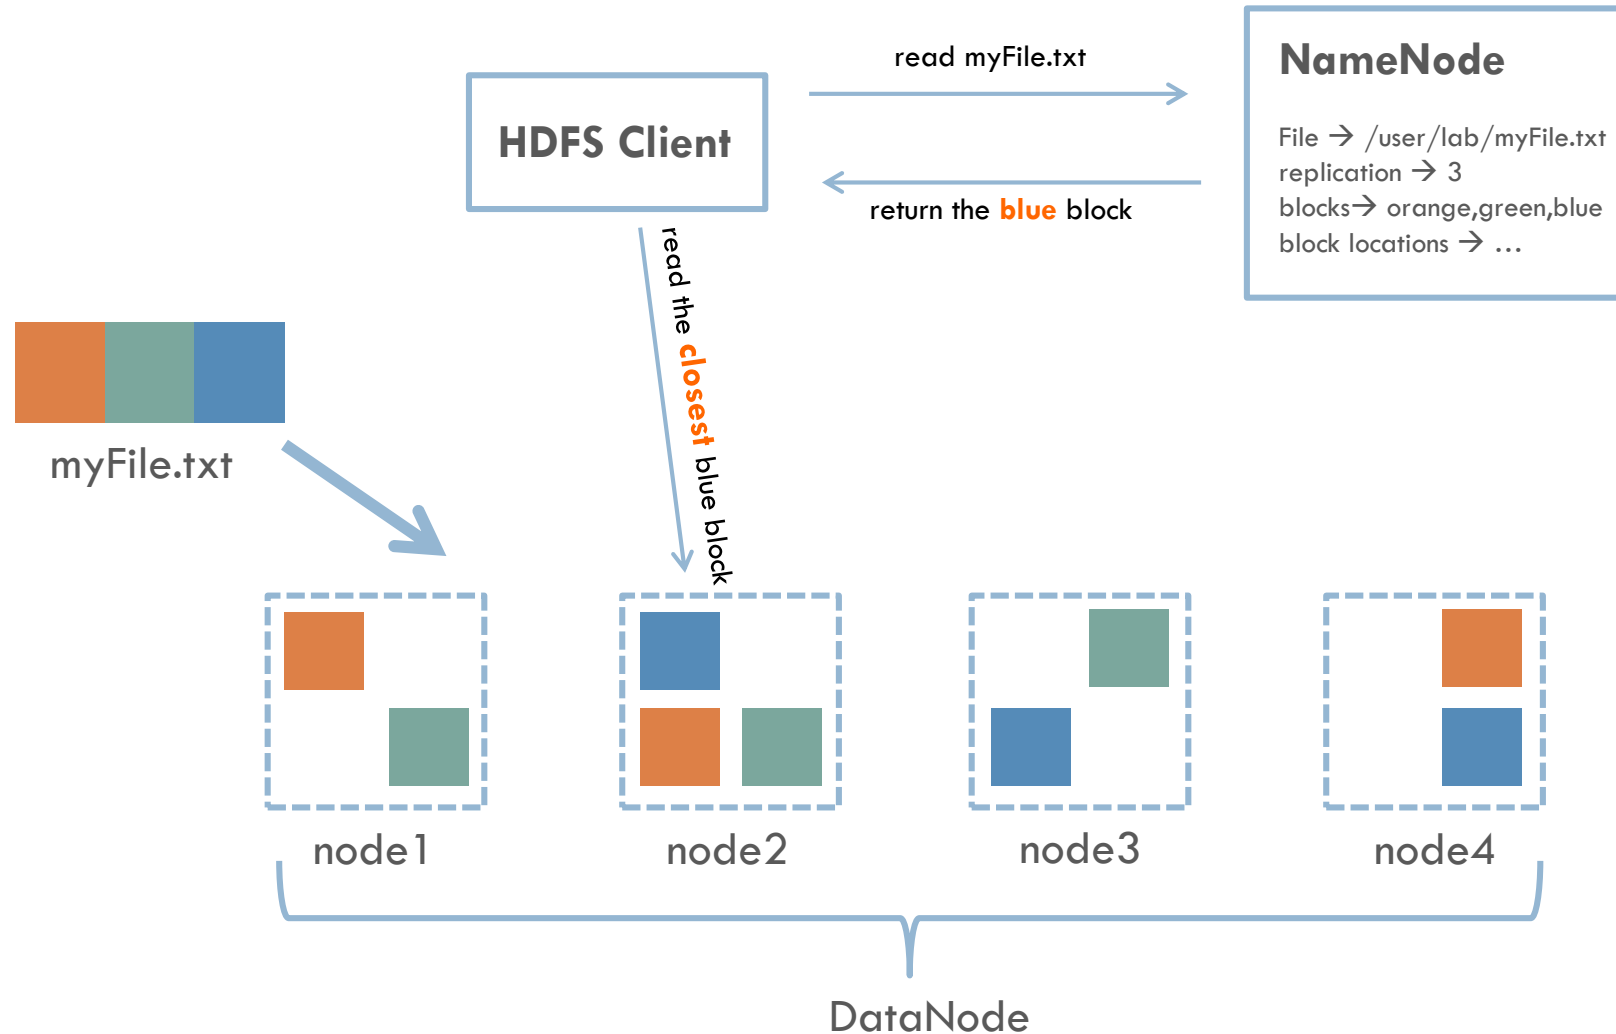 read myFile.txt
NameNode
HDFS Client
File → /user/lab/myFile.txt
replication → 3
blocks→ orange,green,blue
block locations → ...
return the blue block
read the closest blue block
myFile.txt
node1
node2
node3
node4
DataNode